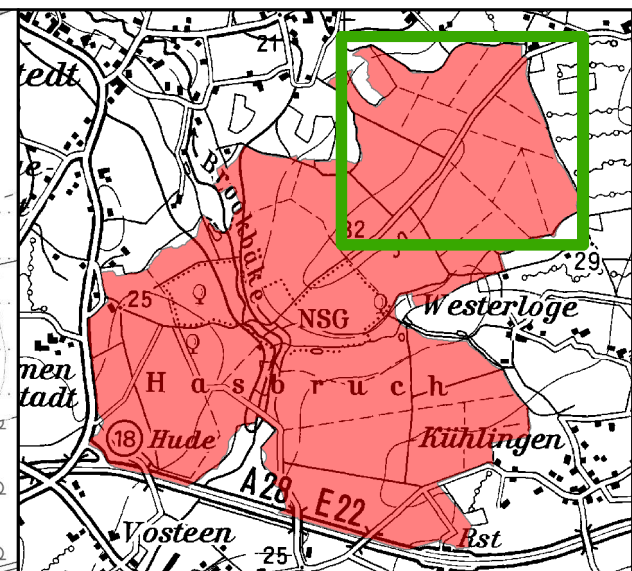 21
tedt
Brookbäke
32
29
25
NSG
Westerloge
men
tadt
Hasbruch
18 Hude
Kühlingen
A28 E22
Vosteen
Rst
25